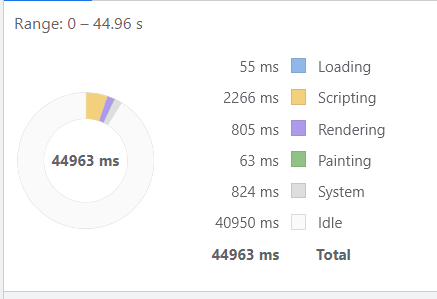 Range: 0 – 44.96 s
55 ms Loading
2266 ms Scripting
805 ms Rendering
63 ms Painting
824 ms System
40950 ms Idle
44963 ms Total
44963 ms